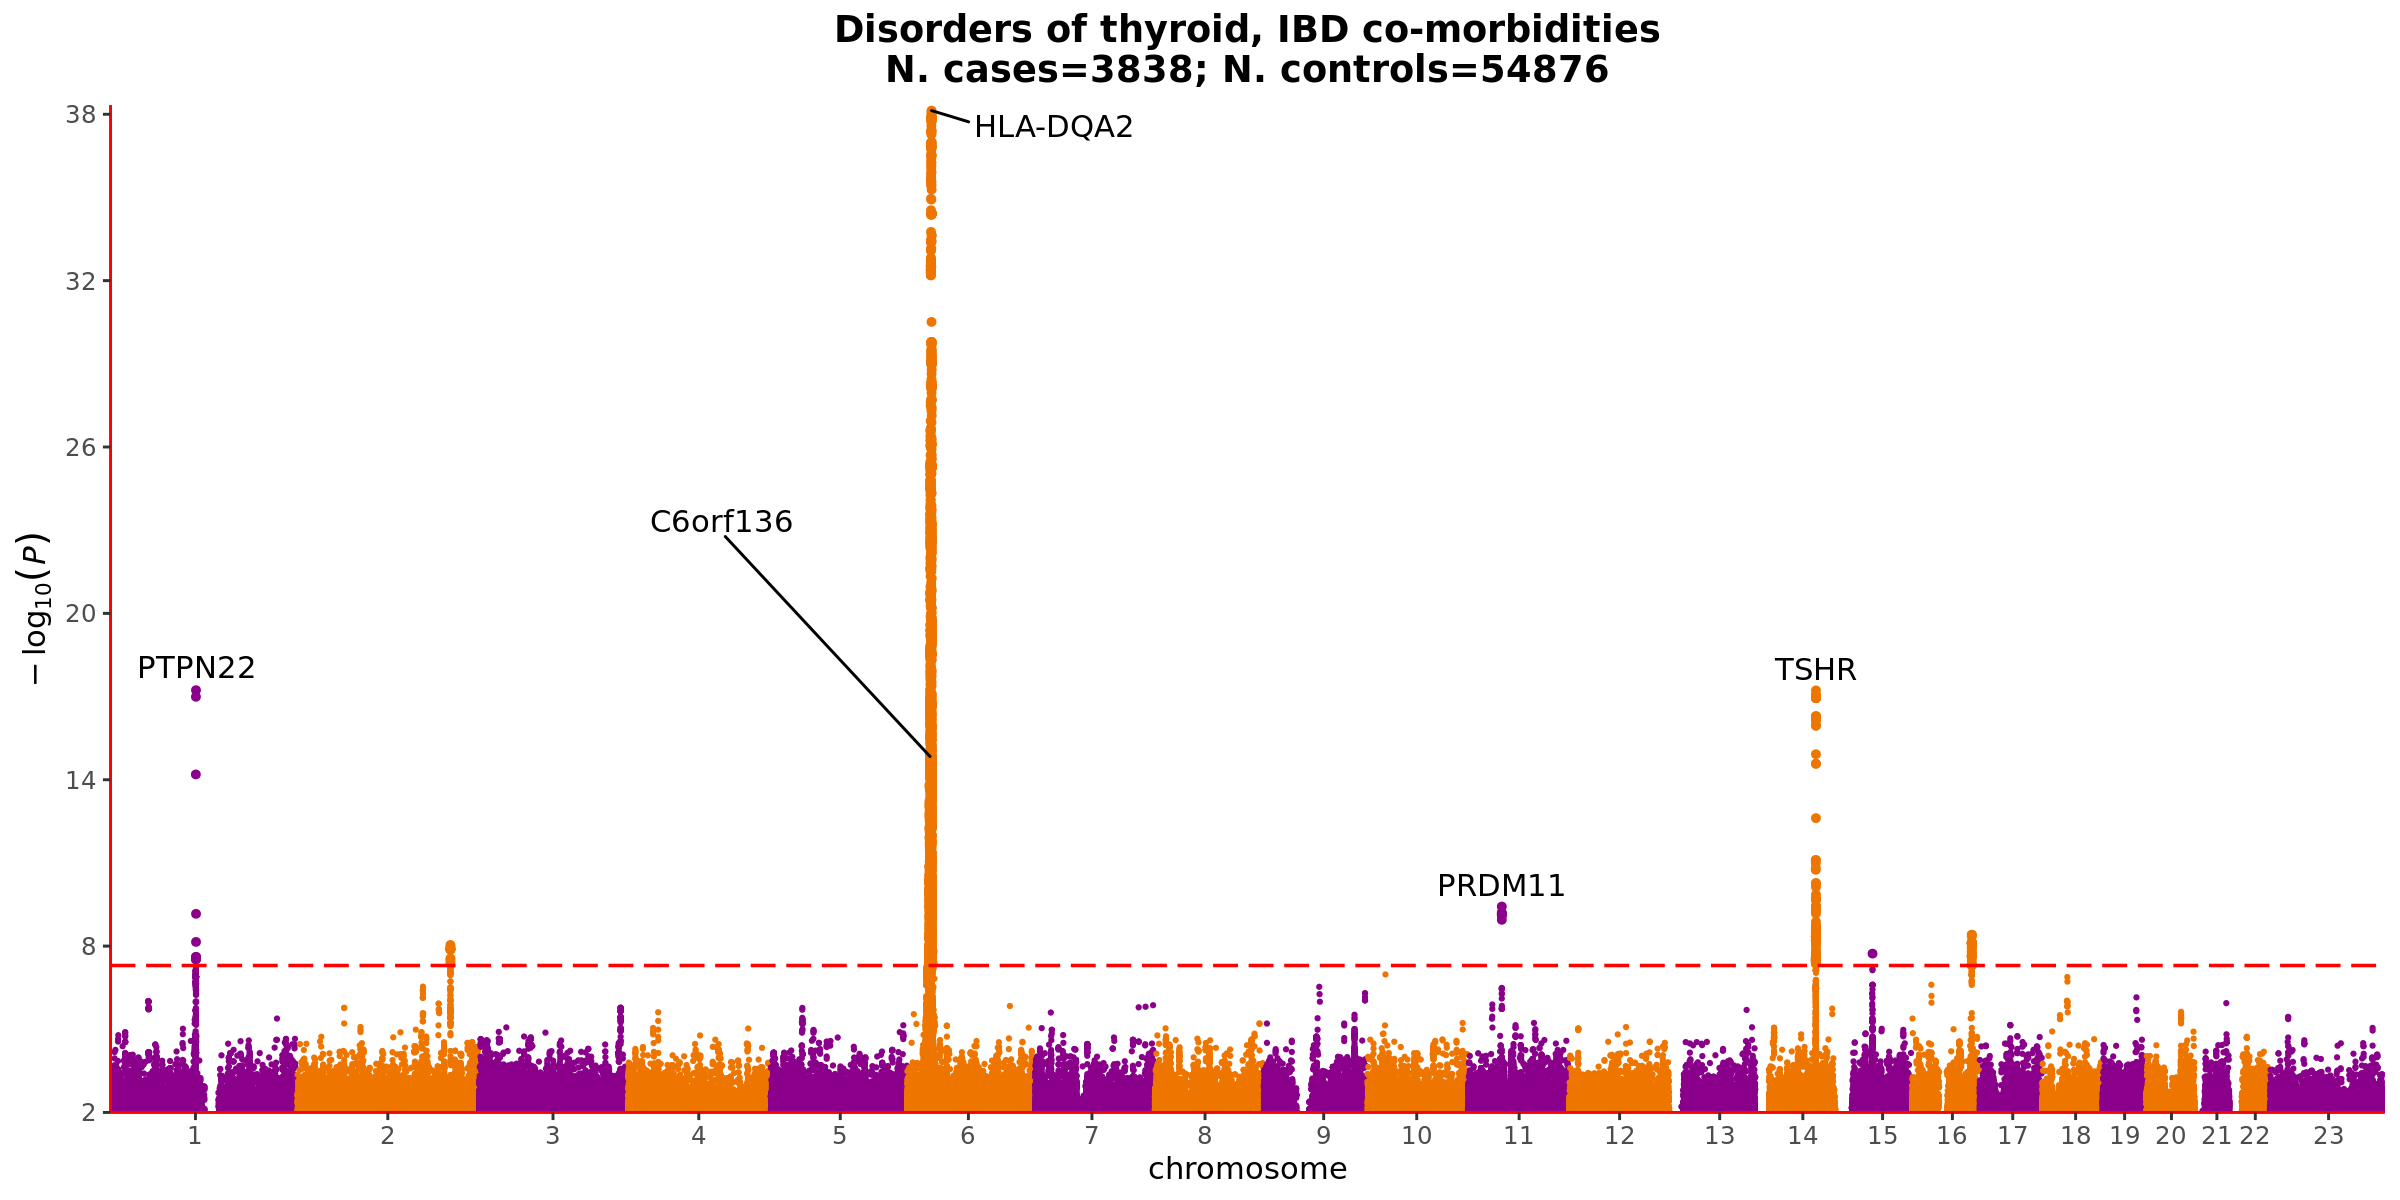 Disorders of thyroid, IBD co-morbidities
N. cases=3838; N. controls=54876
38
32
26
20
14
8
2
−log₁₀(P)
HLA-DQA2
C6orf136
PTPN22
TSHR
PRDM11
1 2 3 4 5 6 7 8 9 10 11 12 13 14 15 16 17 18 19 20 21 22 23
chromosome